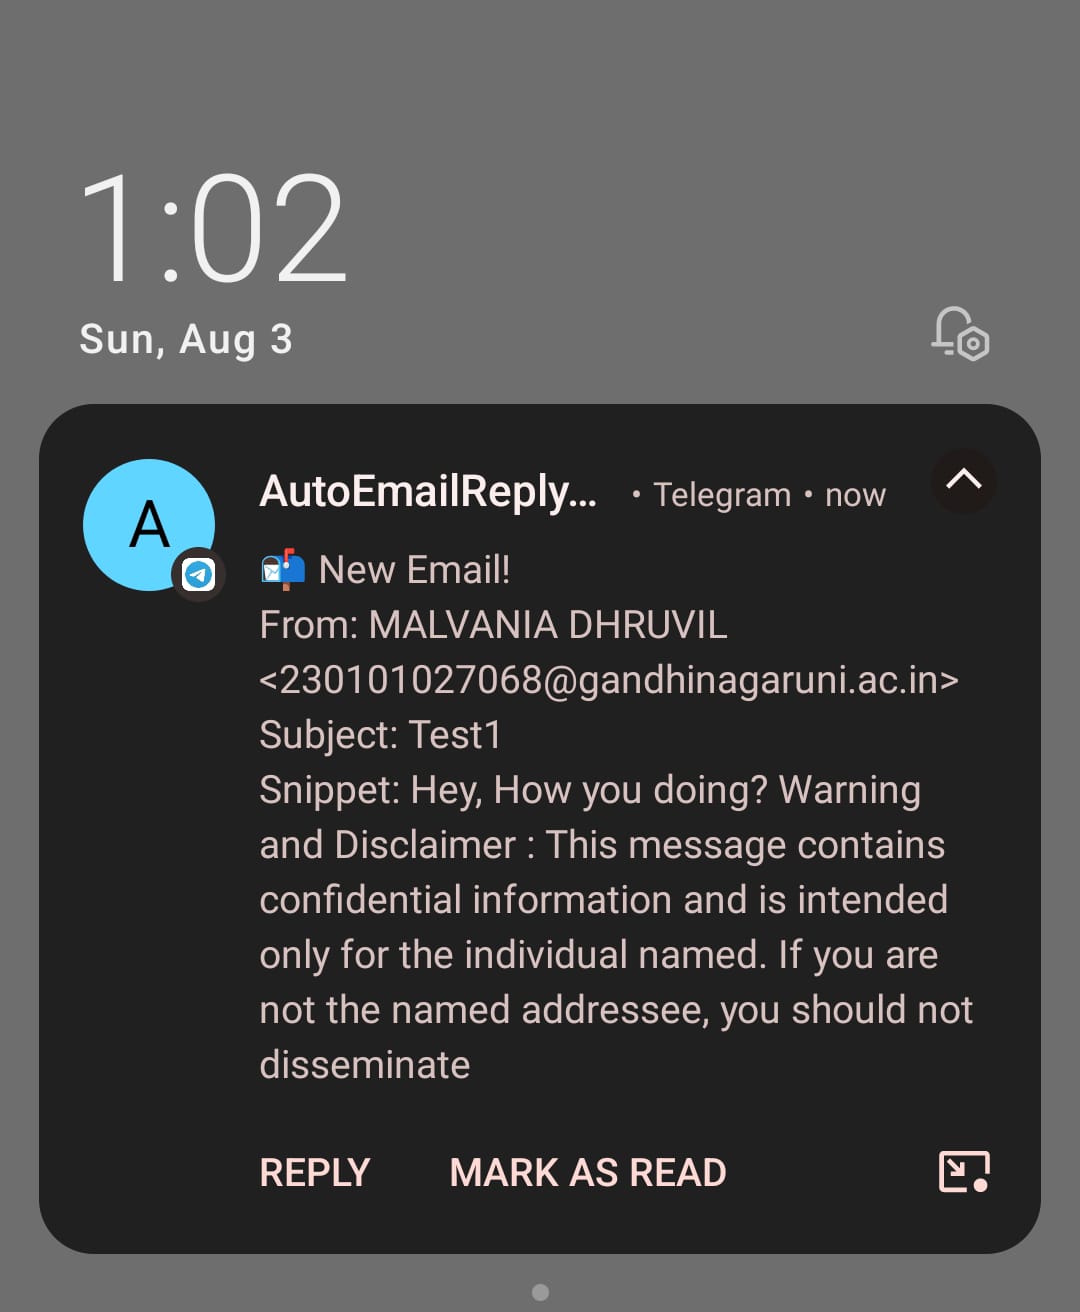 1:02
Sun, Aug 3
A
AutoEmailReply... • Telegram • now
📬 New Email!
From: MALVANIA DHRUVIL
<230101027068@gandhinagaruni.ac.in>
Subject: Test1
Snippet: Hey, How you doing? Warning
and Disclaimer : This message contains
confidential information and is intended
only for the individual named. If you are
not the named addressee, you should not
disseminate
REPLY MARK AS READ